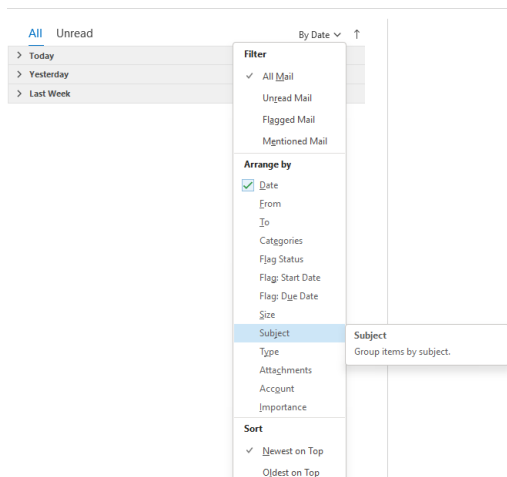 All Unread By Date
Today
Yesterday
Last Week
Filter
All Mail
Unread Mail
Flagged Mail
Mentioned Mail
Arrange by
Date
From
To
Categories
Flag Status
Flag: Start Date
Flag: Due Date
Size
Subject
Type
Attachments
Account
Importance
Sort
Newest on Top
Oldest on Top
Subject
Group items by subject.